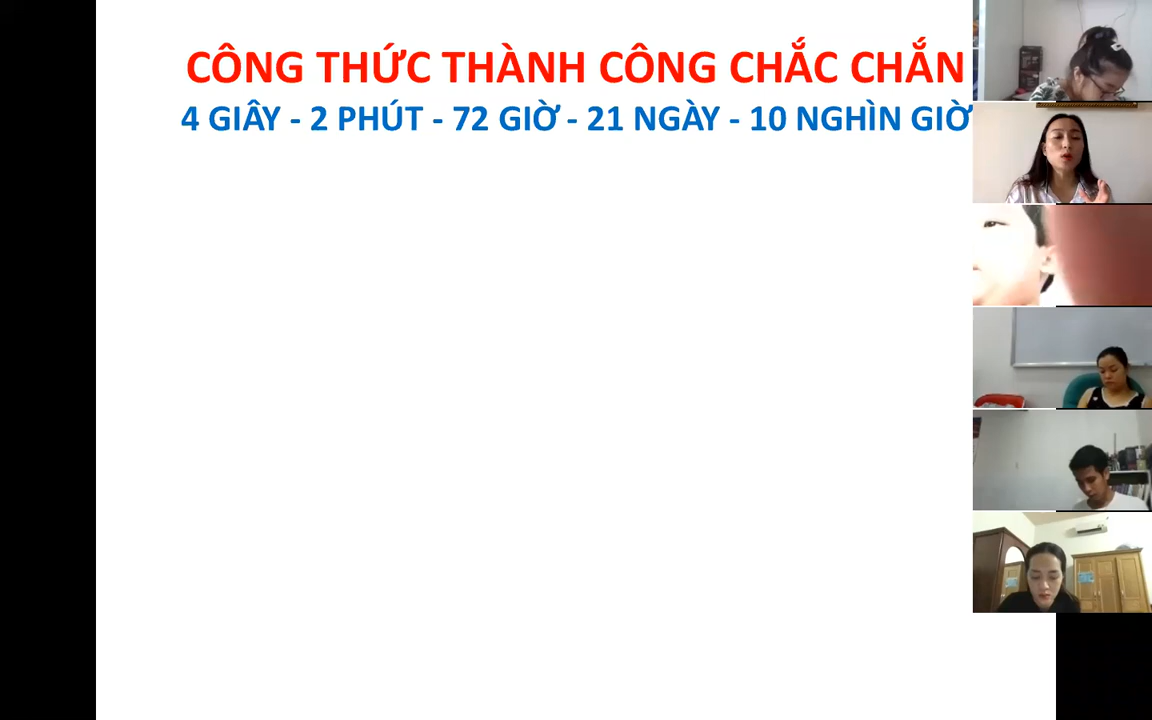 CÔNG THỨC THÀNH CÔNG CHẮC CHẮN
4 GIÂY - 2 PHÚT - 72 GIỜ - 21 NGÀY - 10 NGHÌN GIỜ